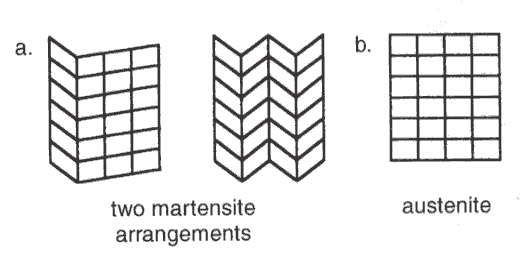 a.
b.
two martensite
arrangements
austenite